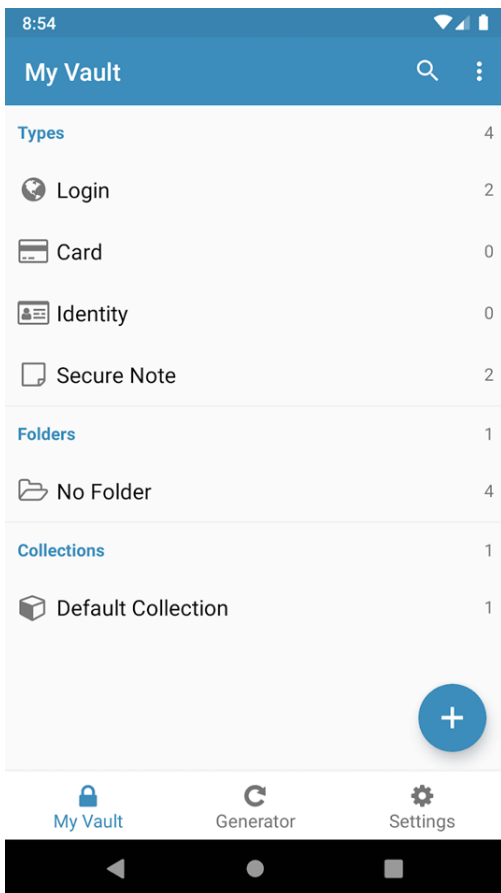 8:54
My Vault
Types 4
Login 2
Card 0
Identity 0
Secure Note 2
Folders 1
No Folder 4
Collections 1
Default Collection 1
My Vault Generator Settings